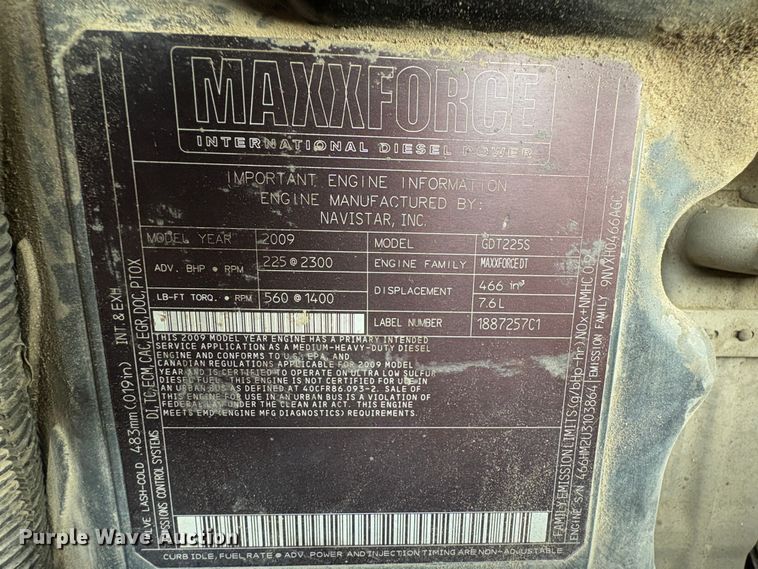 MAXXFORCE
INTERNATIONAL DIESEL POWER
IMPORTANT ENGINE INFORMATION
ENGINE MANUFACTURED BY:
NAVISTAR, INC.
MODEL YEAR 2009 MODEL GDT225S
ADV. BHP • RPM 225 @ 2300 ENGINE FAMILY MAXXFORCE DT
LB-FT TORQ. • RPM 560 @ 1400 DISPLACEMENT 466 in³
7.6L
LABEL NUMBER 1887257C1
THIS 2009 MODEL YEAR ENGINE HAS A PRIMARY INTENDED
SERVICE APPLICATION AS A MEDIUM-HEAVY-DUTY DIESEL
ENGINE AND CONFORMS TO U.S. EPA, AND
CANADIAN REGULATIONS APPLICABLE FOR 2009 MODEL
YEAR AND IS CERTIFIED TO OPERATE ON ULTRA LOW SULFUR
DIESEL FUEL. THIS ENGINE IS NOT CERTIFIED FOR USE IN
AN URBAN BUS AS DEFINED AT 40CFR86.093-2. SALE OF
THIS ENGINE FOR USE IN AN URBAN BUS IS A VIOLATION OF
FEDERAL LAW UNDER THE CLEAN AIR ACT. THIS ENGINE
MEETS EMD (ENGINE MFG DIAGNOSTICS) REQUIREMENTS.
CURB IDLE, FUEL RATE @ ADV. POWER AND INJECTION TIMING ARE NON-ADJUSTABLE
VALVE LASH-COLD .483mm (.019in) INT. & EXH.
EMISSIONS CONTROL SYSTEMS DI, TC, ECM, CAC, EGR, DOC, PTOX
FAMILY EMISSION LIMITS (g/bHp-hr) NOx+NMHC
ENGINE S/N 466HM2U3103864 EMISSION FAMILY 9NVXH0466AGC
Purple Wave Auction